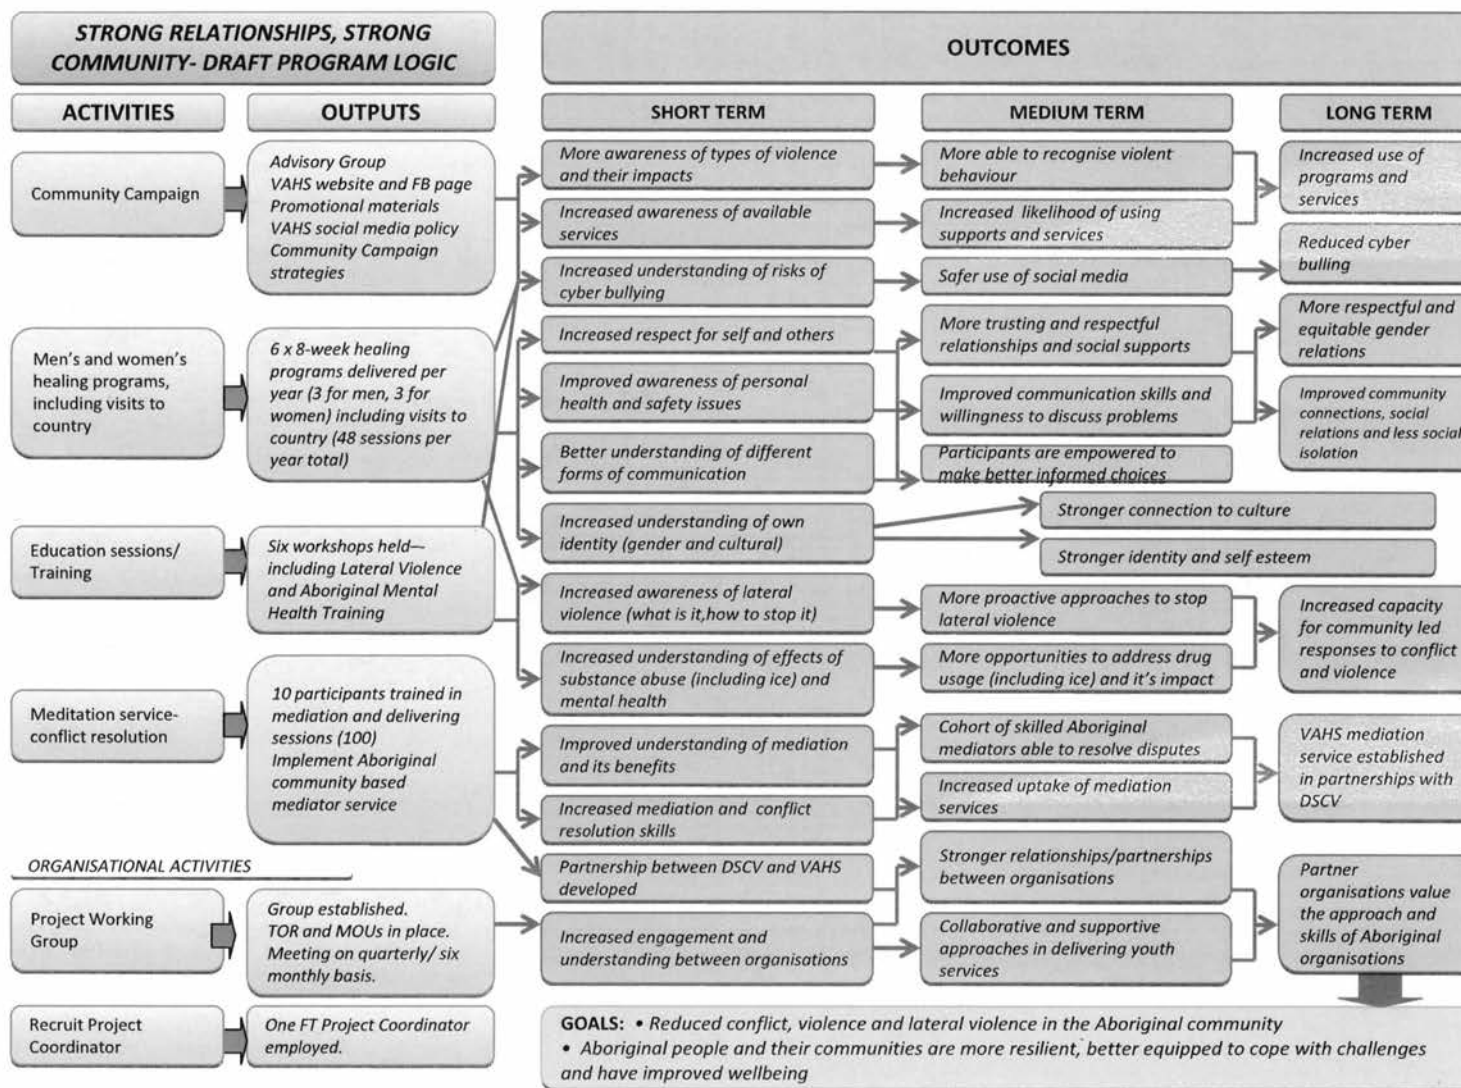 STRONG RELATIONSHIPS, STRONG
COMMUNITY- DRAFT PROGRAM LOGIC
OUTCOMES
ACTIVITIES
OUTPUTS
SHORT TERM
MEDIUM TERM
LONG TERM
Community Campaign
Advisory Group
VAHS website and FB page
Promotional materials
VAHS social media policy
Community Campaign
strategies
Men's and women's
healing programs,
including visits to
country
6 x 8-week healing
programs delivered per
year (3 for men, 3 for
women) including visits to
country (48 sessions per
year total)
Education sessions/
Training
Six workshops held—
including Lateral Violence
and Aboriginal Mental
Health Training
Meditation service-
conflict resolution
10 participants trained in
mediation and delivering
sessions (100)
Implement Aboriginal
community based
mediator service
ORGANISATIONAL ACTIVITIES
Project Working
Group
Group established.
TOR and MOUs in place.
Meeting on quarterly/ six
monthly basis.
Recruit Project
Coordinator
One FT Project Coordinator
employed.
More awareness of types of violence
and their impacts
Increased awareness of available
services
Increased understanding of risks of
cyber bullying
Increased respect for self and others
Improved awareness of personal
health and safety issues
Better understanding of different
forms of communication
Increased understanding of own
identity (gender and cultural)
Increased awareness of lateral
violence (what is it,how to stop it)
Increased understanding of effects of
substance abuse (including ice) and
mental health
Improved understanding of mediation
and its benefits
Increased mediation and conflict
resolution skills
Partnership between DSCV and VAHS
developed
Increased engagement and
understanding between organisations
More able to recognise violent
behaviour
Increased likelihood of using
supports and services
Safer use of social media
More trusting and respectful
relationships and social supports
Improved communication skills and
willingness to discuss problems
Participants are empowered to
make better informed choices
Stronger connection to culture
Stronger identity and self esteem
More proactive approaches to stop
lateral violence
More opportunities to address drug
usage (including ice) and it's impact
Cohort of skilled Aboriginal
mediators able to resolve disputes
Increased uptake of mediation
services
Stronger relationships/partnerships
between organisations
Collaborative and supportive
approaches in delivering youth
services
Increased use of
programs and
services
Reduced cyber
bulling
More respectful and
equitable gender
relations
Improved community
connections, social
relations and less social
isolation
Increased capacity
for community led
responses to conflict
and violence
VAHS mediation
service established
in partnerships with
DSCV
Partner
organisations value
the approach and
skills of Aboriginal
organisations
GOALS: • Reduced conflict, violence and lateral violence in the Aboriginal community
• Aboriginal people and their communities are more resilient, better equipped to cope with challenges
and have improved wellbeing